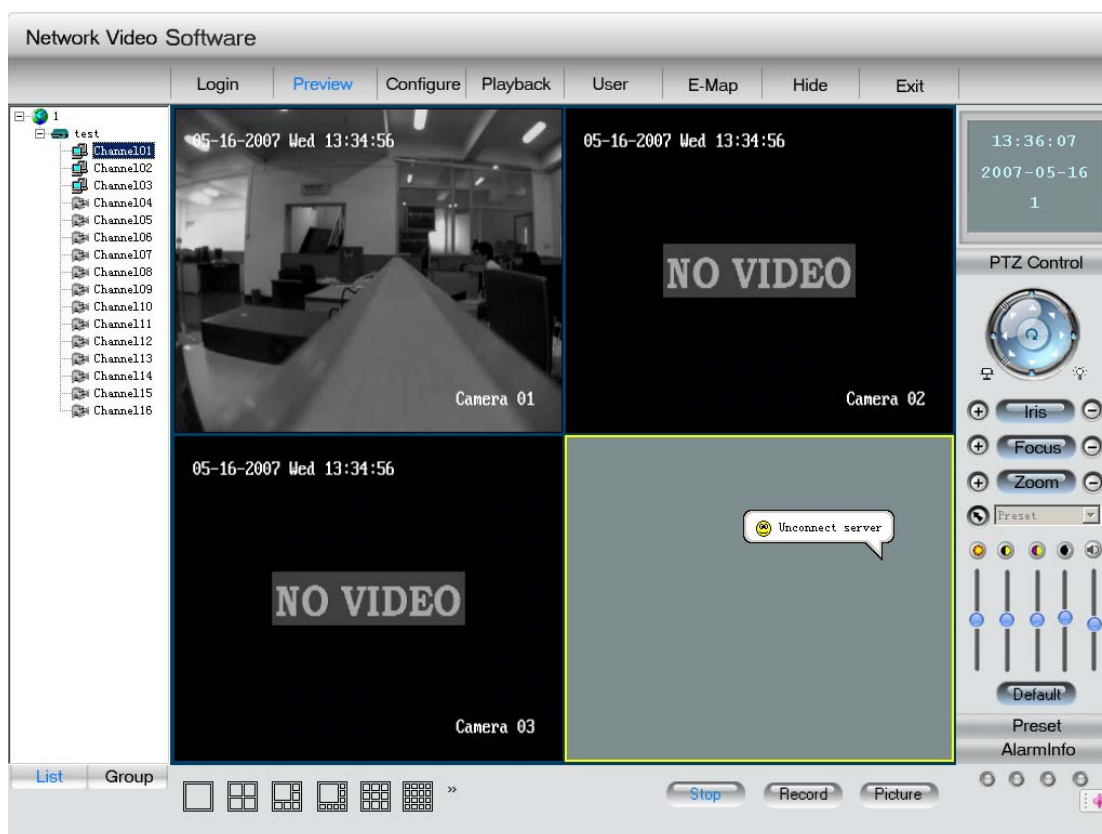 Network Video Software
Login Preview Configure Playback User E-Map Hide Exit
1
test
Channel01
Channel02
Channel03
Channel04
Channel05
Channel06
Channel07
Channel08
Channel09
Channel10
Channel11
Channel12
Channel13
Channel14
Channel15
Channel16
List Group
05-16-2007 Wed 13:34:56
Camera 01
05-16-2007 Wed 13:34:56
NO VIDEO
Camera 02
05-16-2007 Wed 13:34:56
NO VIDEO
Camera 03
Unconnect server
»
Stop Record Picture
13:36:07
2007-05-16
1
PTZ Control
Iris
Focus
Zoom
Preset
Default
Preset
AlarmInfo